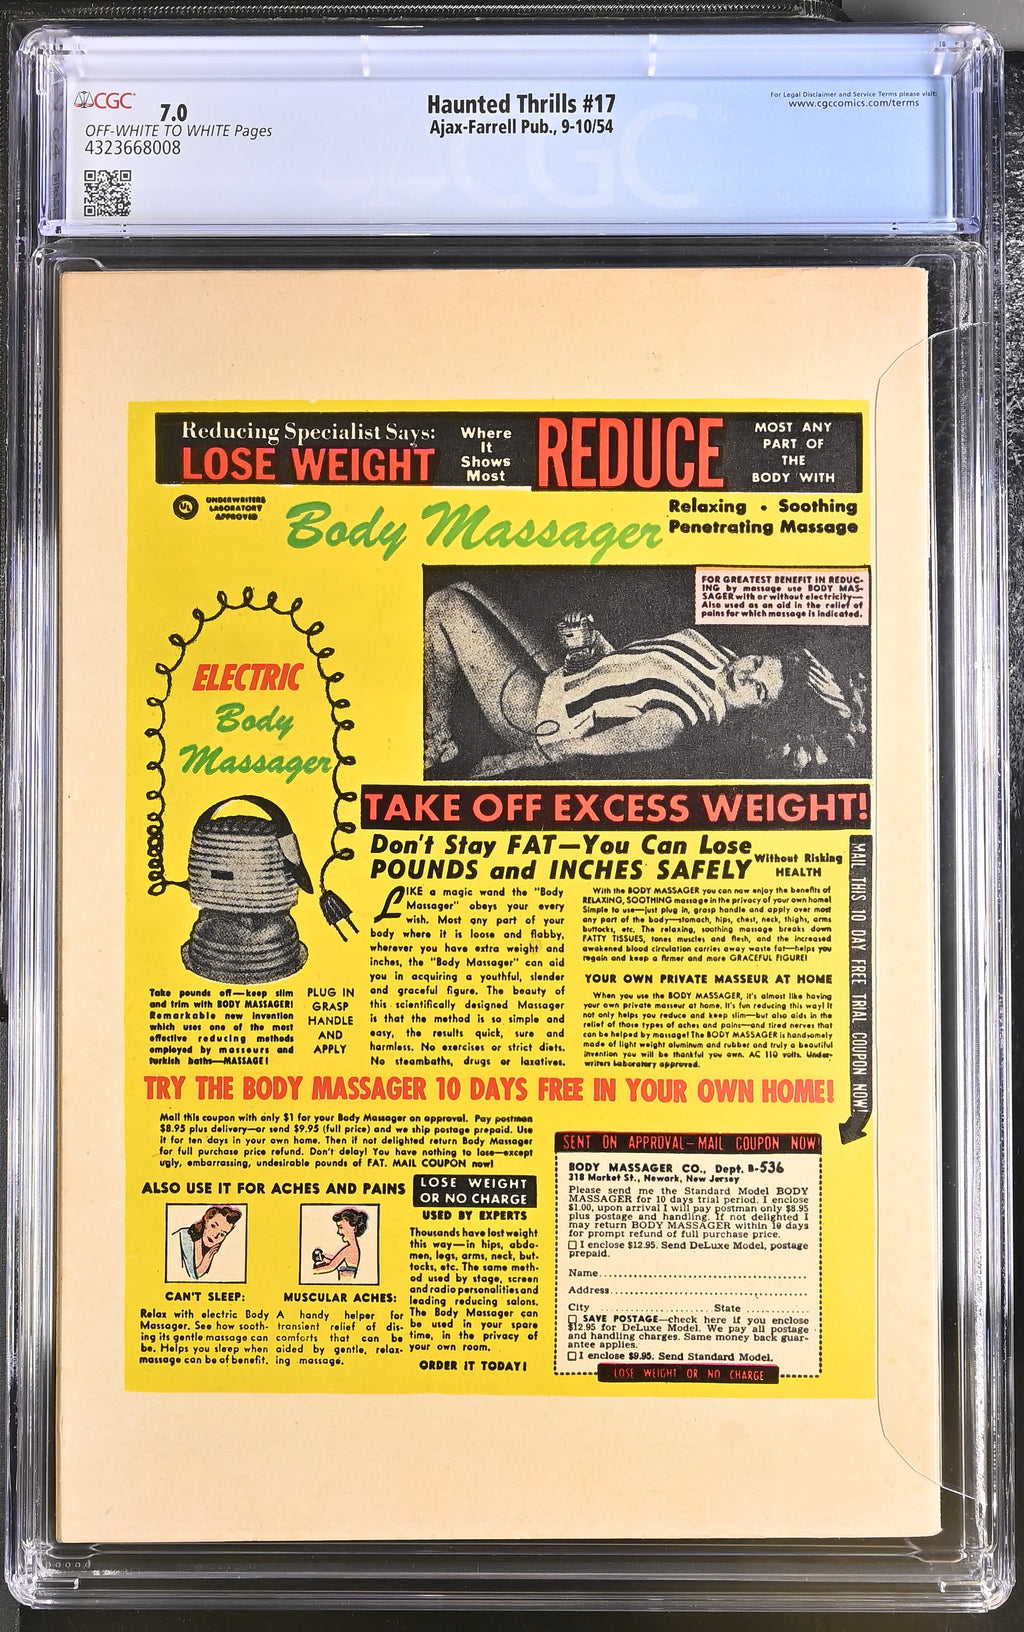 CGC
7.0
OFF-WHITE TO WHITE Pages
4323668008
Haunted Thrills #17
Ajax-Farrell Pub., 9-10/54
For Legal Disclaimer and Service Terms please visit:
www.cgccomics.com/terms
CGC
Reducing Specialist Says:
LOSE WEIGHT
Where
It
Shows
Most
REDUCE
MOST ANY
PART OF
THE
BODY WITH
UL
UNDERWRITERS
LABORATORY
APPROVED
Body Massager
Relaxing • Soothing
Penetrating Massage
FOR GREATEST BENEFIT IN REDUC-
ING by massage use BODY MAS-
SAGER with or without electricity—
Also used as an aid in the relief of
pains for which massage is indicated.
ELECTRIC
Body
Massager
TAKE OFF EXCESS WEIGHT!
Don't Stay FAT—You Can Lose
POUNDS and INCHES SAFELY
Without Risking
HEALTH
LIKE a magic wand the "Body
Massager" obeys your every
wish. Most any part of your
body where it is loose and flabby,
wherever you have extra weight and
inches, the "Body Massager" can aid
you in acquiring a youthful, slender
and graceful figure. The beauty of
this scientifically designed Massager
is that the method is so simple and
easy, the results quick, sure and
harmless. No exercises or strict diets.
No steambaths, drugs or laxatives.
With the BODY MASSAGER you can now enjoy the benefits of
RELAXING, SOOTHING massage in the privacy of your own home!
Simple to use—just plug in, grasp handle and apply over most
any part of the body—stomach, hips, chest, neck, thighs, arms
buttocks, etc. The relaxing, soothing massage breaks down
FATTY TISSUES, tones muscles and flesh, and the increased
awakened blood circulation carries away waste fat—helps you
regain and keep a firmer and more GRACEFUL FIGURE!
YOUR OWN PRIVATE MASSEUR AT HOME
When you use the BODY MASSAGER, it's almost like having
your own private masseur at home. It's fun reducing this way! It
not only helps you reduce and keep slim—but also aids in the
relief of those types of aches and pains—and tired nerves that
can be helped by massage! The BODY MASSAGER is handsomely
made of light weight aluminum and rubber and truly a beautiful
invention you will be thankful you own. AC 110 volts. Under-
writers Laboratory approved.
MAIL THIS 10 DAY FREE TRIAL COUPON NOW!
Take pounds off—keep slim
and trim with BODY MASSAGER!
Remarkable new invention
which uses one of the most
effective reducing methods
employed by masseurs and
turkish baths—MASSAGE!
PLUG IN
GRASP
HANDLE
AND
APPLY
TRY THE BODY MASSAGER 10 DAYS FREE IN YOUR OWN HOME!
Mail this coupon with only $1 for your Body Massager on approval. Pay postman
$8.95 plus delivery—or send $9.95 (full price) and we ship postage prepaid. Use
it for ten days in your own home. Then if not delighted return Body Massager
for full purchase price refund. Don't delay! You have nothing to lose—except
ugly, embarrassing, undesirable pounds of FAT. MAIL COUPON now!
ALSO USE IT FOR ACHES AND PAINS
CAN'T SLEEP:
Relax with electric Body
Massager. See how sooth-
ing its gentle massage can
be. Helps you sleep when
massage can be of benefit.
MUSCULAR ACHES:
A handy helper for
transient relief of dis-
comforts that can be
aided by gentle, relax-
ing massage.
LOSE WEIGHT
OR NO CHARGE
USED BY EXPERTS
Thousands have lost weight
this way—in hips, abdo-
men, legs, arms, neck, but-
tocks, etc. The same meth-
od used by stage, screen
and radio personalities and
leading reducing salons.
The Body Massager can
be used in your spare
time, in the privacy of
your own room.
ORDER IT TODAY!
SENT ON APPROVAL—MAIL COUPON NOW
BODY MASSAGER CO., Dept. B-536
318 Market St., Newark, New Jersey
Please send me the Standard Model BODY
MASSAGER for 10 days trial period. I enclose
$1.00, upon arrival I will pay postman only $8.95
plus postage and handling. If not delighted I
may return BODY MASSAGER within 10 days
for prompt refund of full purchase price.
I enclose $12.95. Send DeLuxe Model, postage
prepaid.
Name
Address
City State
SAVE POSTAGE—check here if you enclose
$12.95 for DeLuxe Model. We pay all postage
and handling charges. Same money back guar-
antee applies.
I enclose $9.95. Send Standard Model.
LOSE WEIGHT OR NO CHARGE